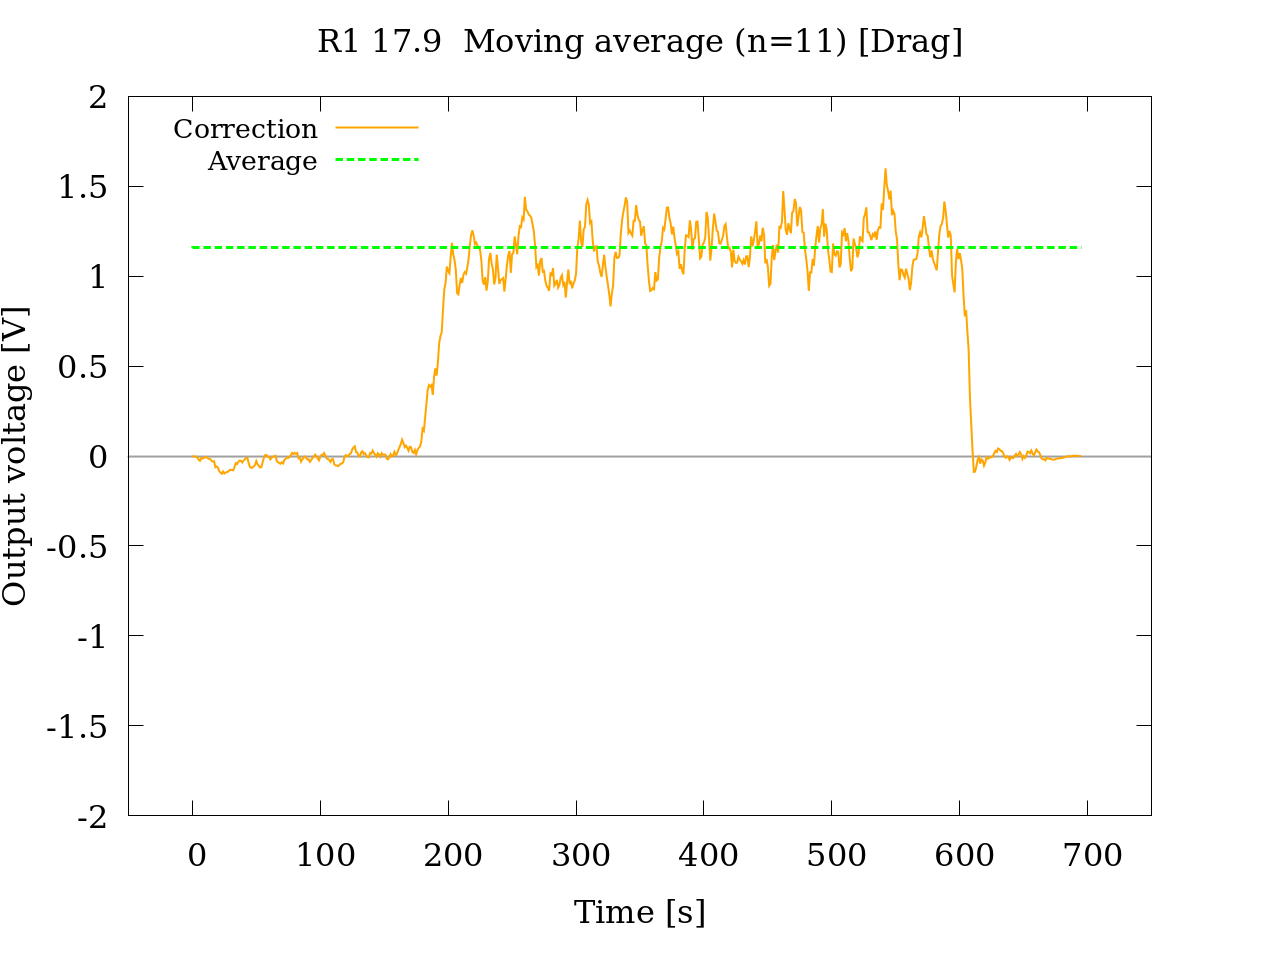 R1 17.9  Moving average (n=11) [Drag]
Correction
Average
Output voltage [V]
2
1.5
1
0.5
0
-0.5
-1
-1.5
-2
0 100 200 300 400 500 600 700
Time [s]